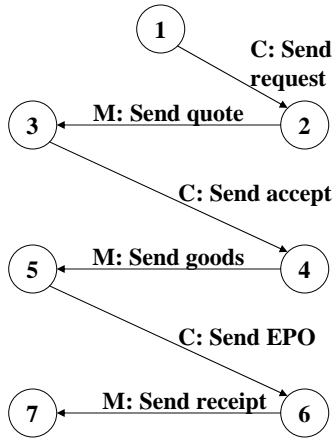 1
C: Send
request
3
M: Send quote
2
C: Send accept
5
M: Send goods
4
C: Send EPO
7
M: Send receipt
6